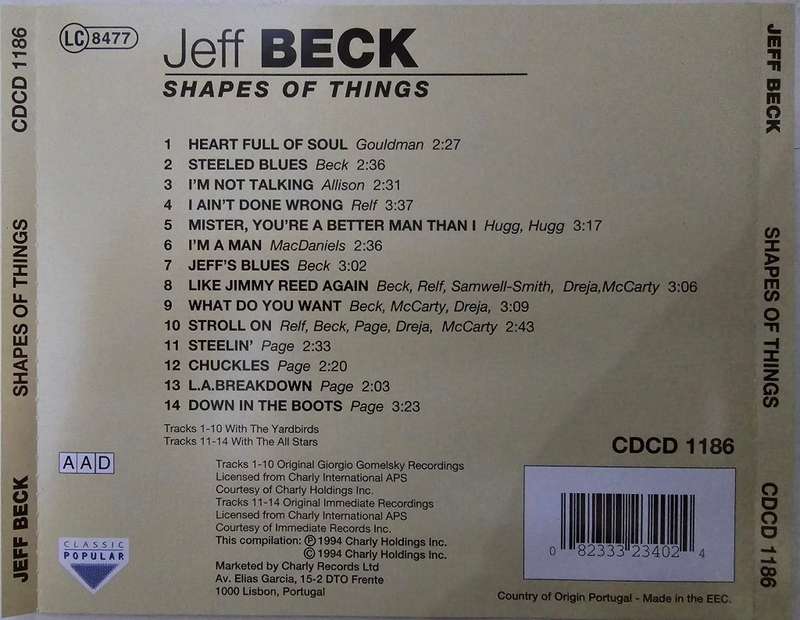 LC 8477
Jeff BECK
SHAPES OF THINGS
1 HEART FULL OF SOUL Gouldman 2:27
2 STEELED BLUES Beck 2:36
3 I'M NOT TALKING Allison 2:31
4 I AIN'T DONE WRONG Relf 3:37
5 MISTER, YOU'RE A BETTER MAN THAN I Hugg, Hugg 3:17
6 I'M A MAN MacDaniels 2:36
7 JEFF'S BLUES Beck 3:02
8 LIKE JIMMY REED AGAIN Beck, Relf, Samwell-Smith, Dreja,McCarty 3:06
9 WHAT DO YOU WANT Beck, McCarty, Dreja, 3:09
10 STROLL ON Relf, Beck, Page, Dreja, McCarty 2:43
11 STEELIN' Page 2:33
12 CHUCKLES Page 2:20
13 L.A.BREAKDOWN Page 2:03
14 DOWN IN THE BOOTS Page 3:23
Tracks 1-10 With The Yardbirds
Tracks 11-14 With The All Stars
CDCD 1186
AAD
Tracks 1-10 Original Giorgio Gomelsky Recordings
Licensed from Charly International APS
Courtesy of Charly Holdings Inc.
Tracks 11-14 Original Immediate Recordings
Licensed from Charly International APS
Courtesy of Immediate Records Inc.
This compilation: ℗ 1994 Charly Holdings Inc.
© 1994 Charly Holdings Inc.
Marketed by Charly Records Ltd
Av. Elias Garcia, 15-2 DTO Frente
1000 Lisbon, Portugal
CLASSIC
POPULAR
0 82333 23402 4
Country of Origin Portugal - Made in the EEC.
JEFF BECK SHAPES OF THINGS CDCD 1186
JEFF BECK SHAPES OF THINGS CDCD 1186